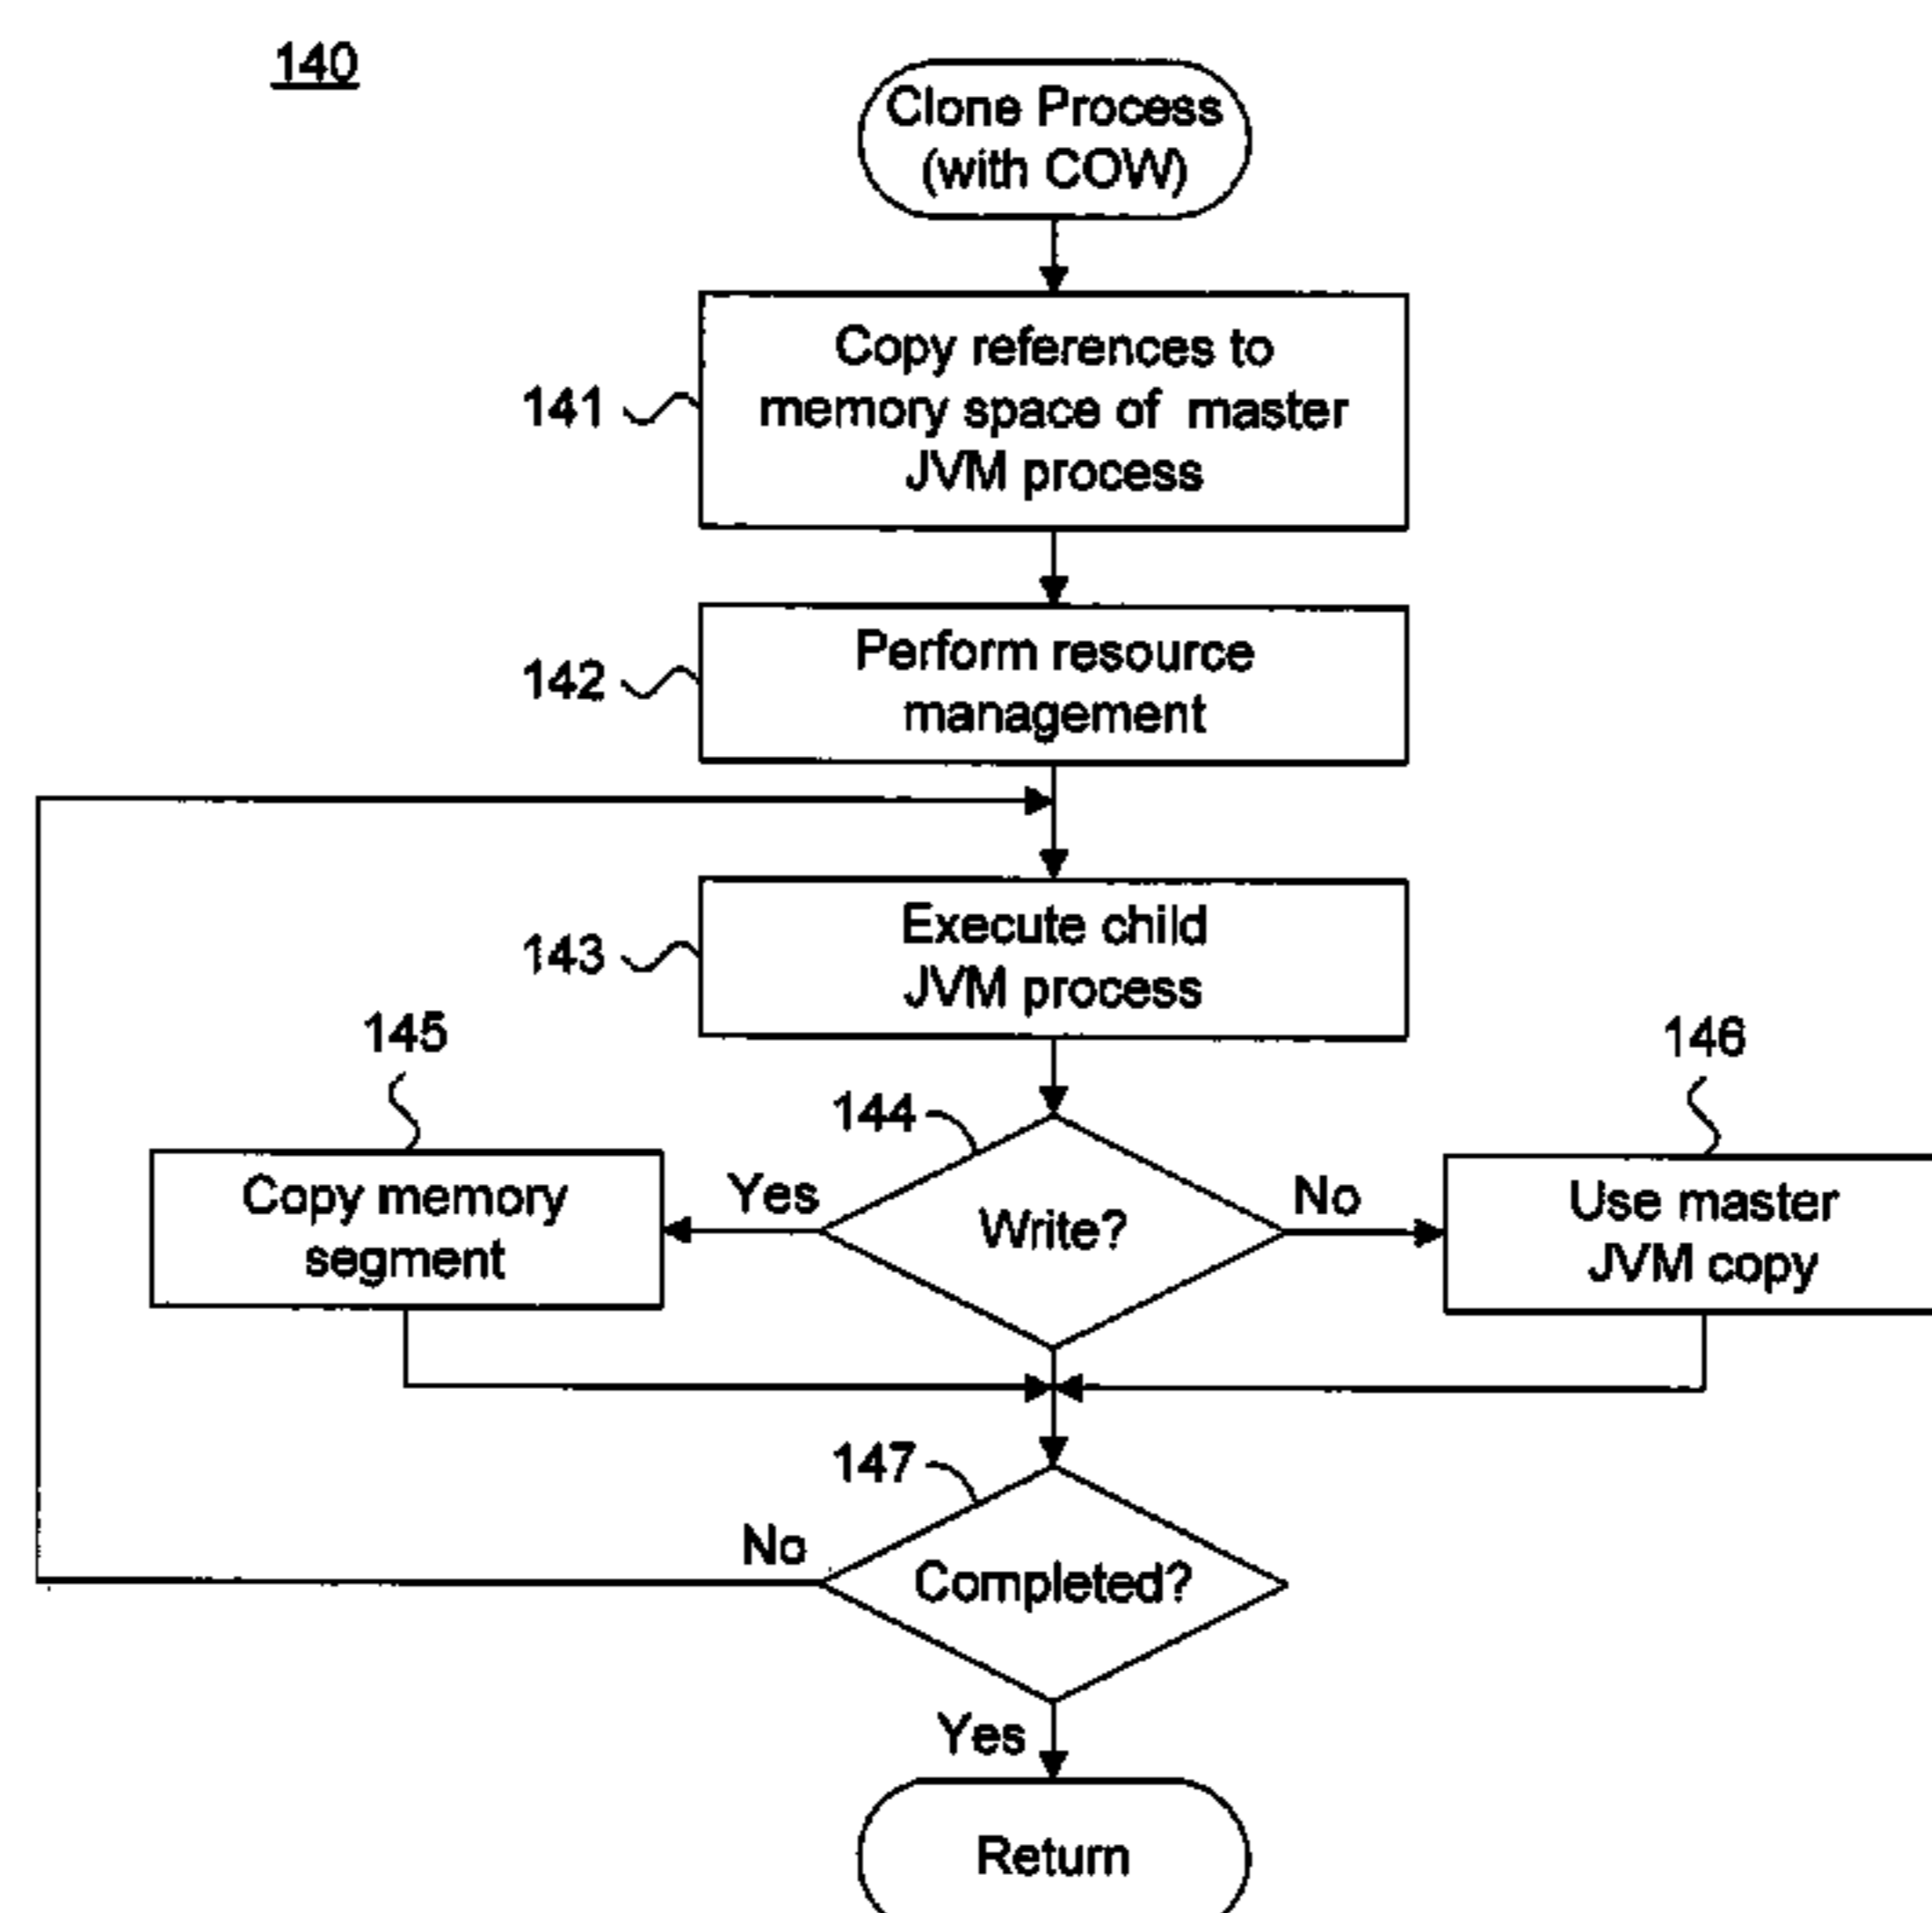 140
Clone Process
(with COW)
Copy references to
memory space of master
JVM process
141
Perform resource
management
142
Execute child
JVM process
143
145
146
144
Copy memory
segment
Yes
Write?
No
Use master
JVM copy
147
No
Completed?
Yes
Return